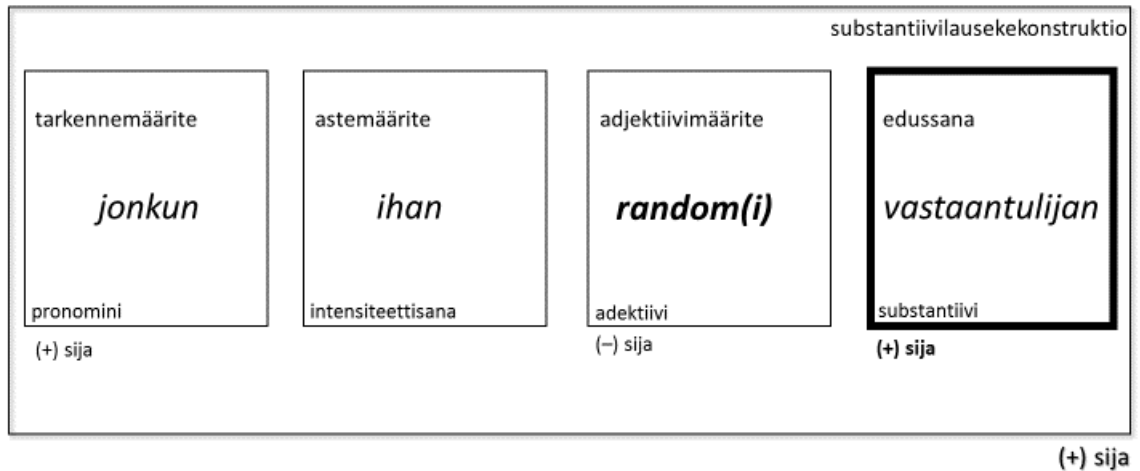 substantiivilausekekonstruktio
tarkennemäärite
jonkun
pronomini
(+) sija
astemäärite
ihan
intensiteettisana
adjektiivimäärite
random(i)
adektiivi
(–) sija
edussana
vastaantulijan
substantiivi
(+) sija
(+) sija